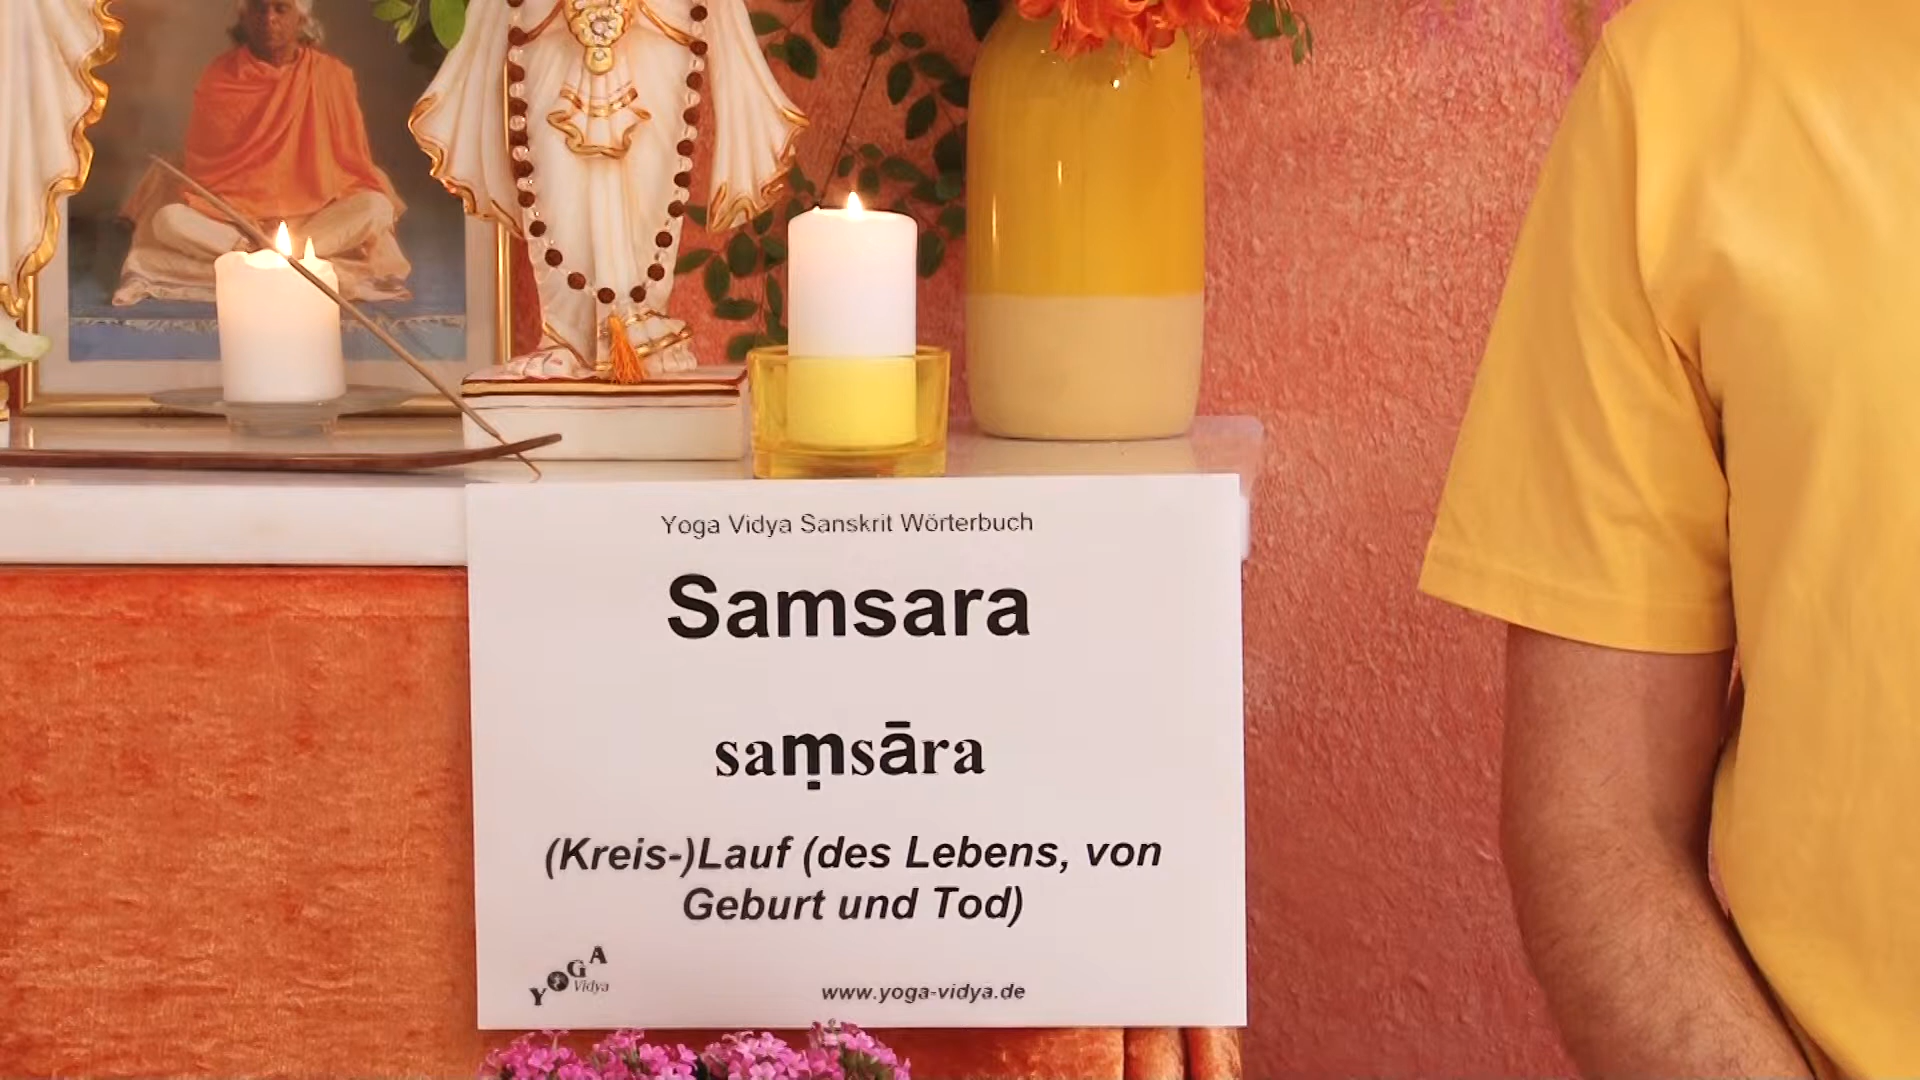 Yoga Vidya Sanskrit Wörterbuch
Samsara
saṃsāra
(Kreis-)Lauf (des Lebens, von
Geburt und Tod)
YOGA
Vidya
www.yoga-vidya.de